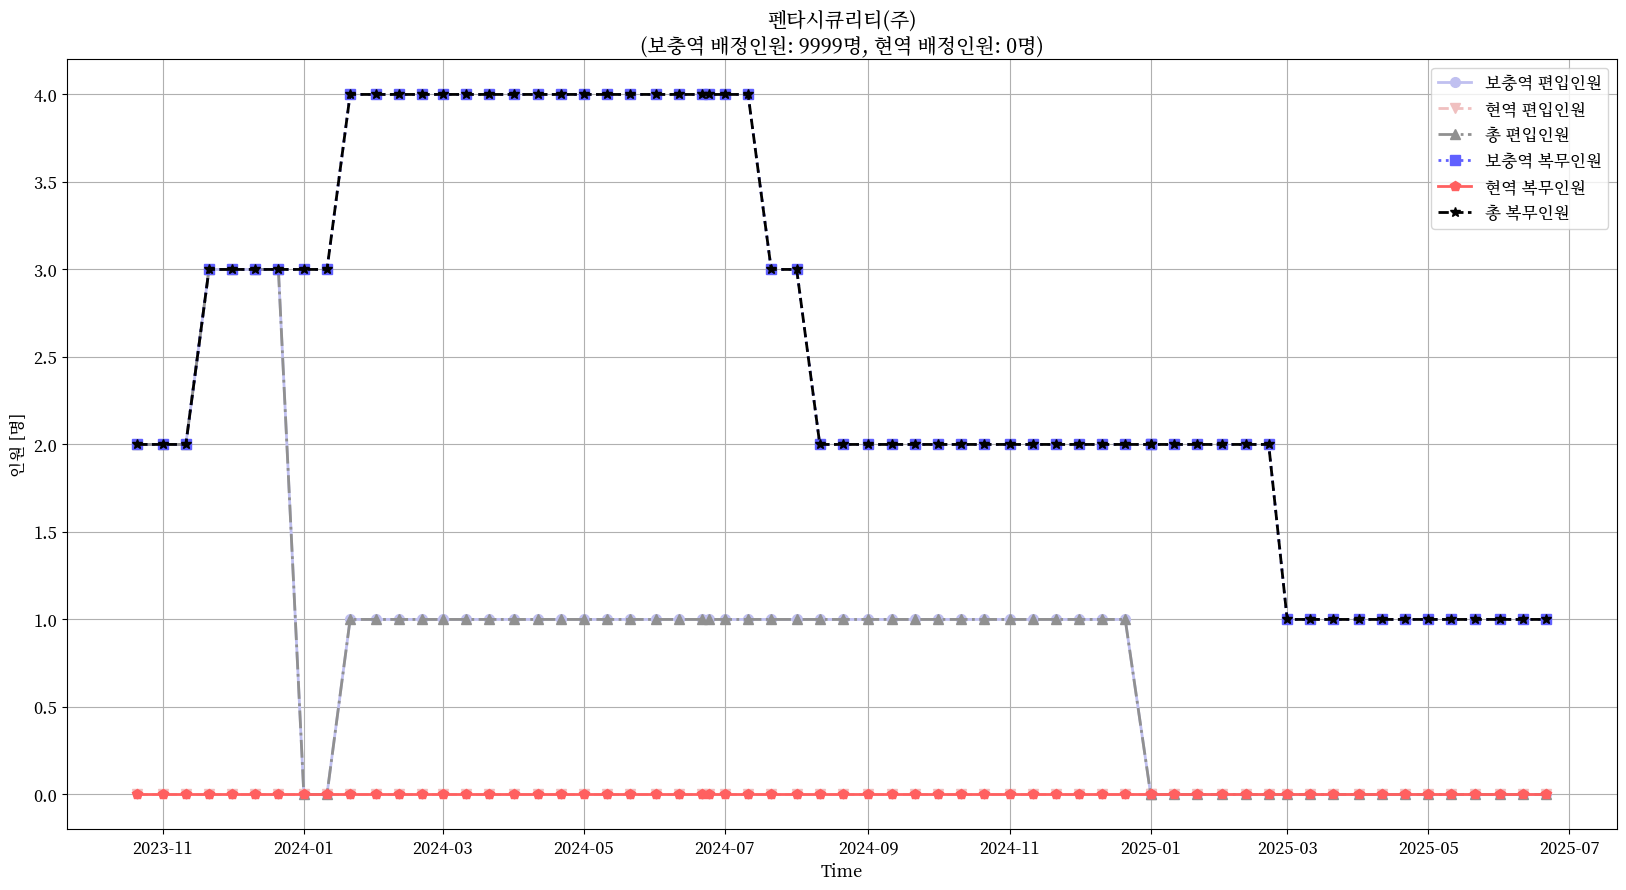 펜타시큐리티(주)
(보충역 배정인원: 9999명, 현역 배정인원: 0명)
보충역 편입인원
현역 편입인원
총 편입인원
보충역 복무인원
현역 복무인원
총 복무인원
인원 [명]
4.0
3.5
3.0
2.5
2.0
1.5
1.0
0.5
0.0
2023-11
2024-01
2024-03
2024-05
2024-07
2024-09
2024-11
2025-01
2025-03
2025-05
2025-07
Time